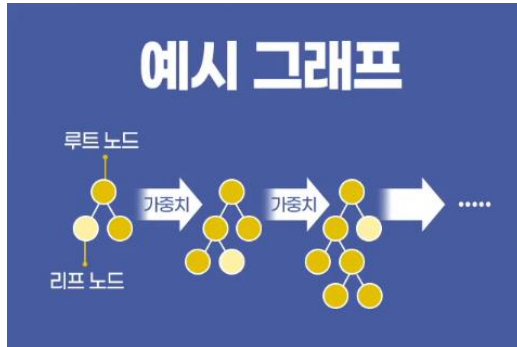 예시 그래프
루트 노드
가중치
가중치
.....
리프 노드